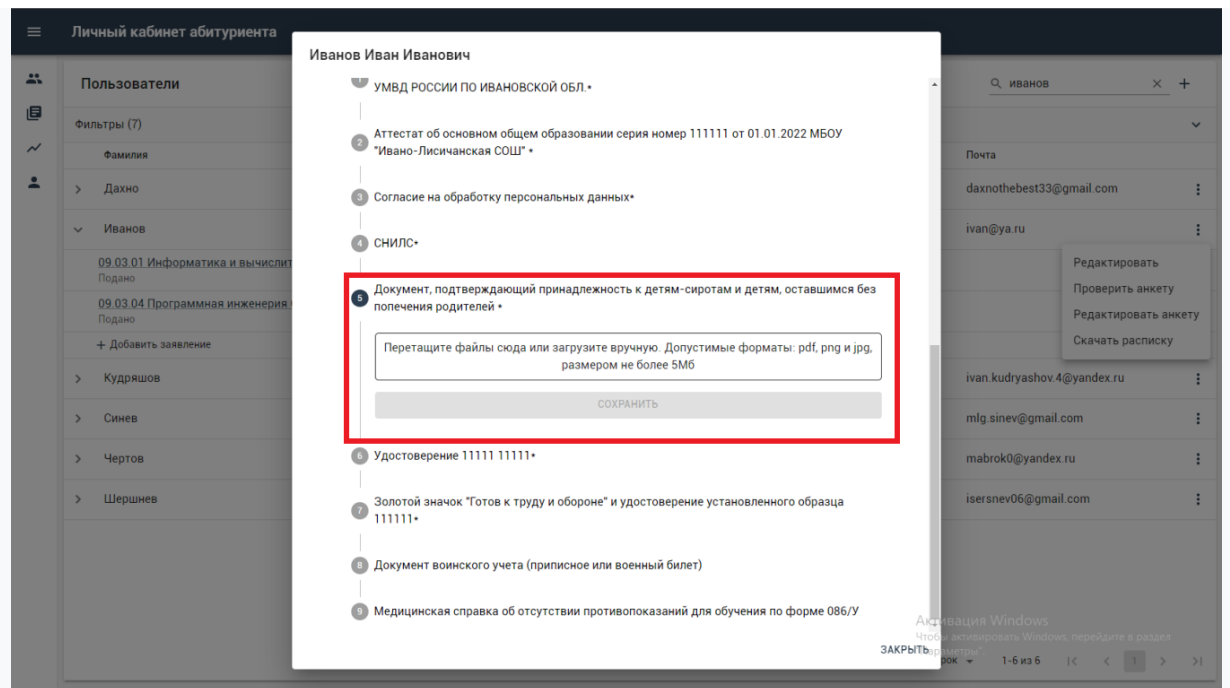 Личный кабинет абитуриента
Иванов Иван Иванович
Пользователи
иванов
Фильтры (7)
Фамилия
Почта
Дахно
daxnothebest33@gmail.com
Иванов
ivan@ya.ru
09.03.01 Информатика и вычислит
Подано
09.03.04 Программная инженерия
Подано
+ Добавить заявление
Кудряшов
ivan.kudryashov.4@yandex.ru
Синев
mlg.sinev@gmail.com
Чертов
mabrok0@yandex.ru
Шершнев
isersnev06@gmail.com
Редактировать
Проверить анкету
Редактировать анкету
Скачать расписку
1
УМВД РОССИИ ПО ИВАНОВСКОЙ ОБЛ.*
2
Аттестат об основном общем образовании серия номер 111111 от 01.01.2022 МБОУ
"Ивано-Лисичанская СОШ" *
3
Согласие на обработку персональных данных*
4
СНИЛС*
5
Документ, подтверждающий принадлежность к детям-сиротам и детям, оставшимся без
попечения родителей *
Перетащите файлы сюда или загрузите вручную. Допустимые форматы: pdf, png и jpg,
размером не более 5Мб
СОХРАНИТЬ
6
Удостоверение 11111 11111*
7
Золотой значок "Готов к труду и обороне" и удостоверение установленного образца
111111*
8
Документ воинского учета (приписное или военный билет)
9
Медицинская справка об отсутствии противопоказаний для обучения по форме 086/У
ЗАКРЫТЬ
Активация Windows
Чтобы активировать Windows, перейдите в раздел
"Параметры".
рок
1-6 из 6
1